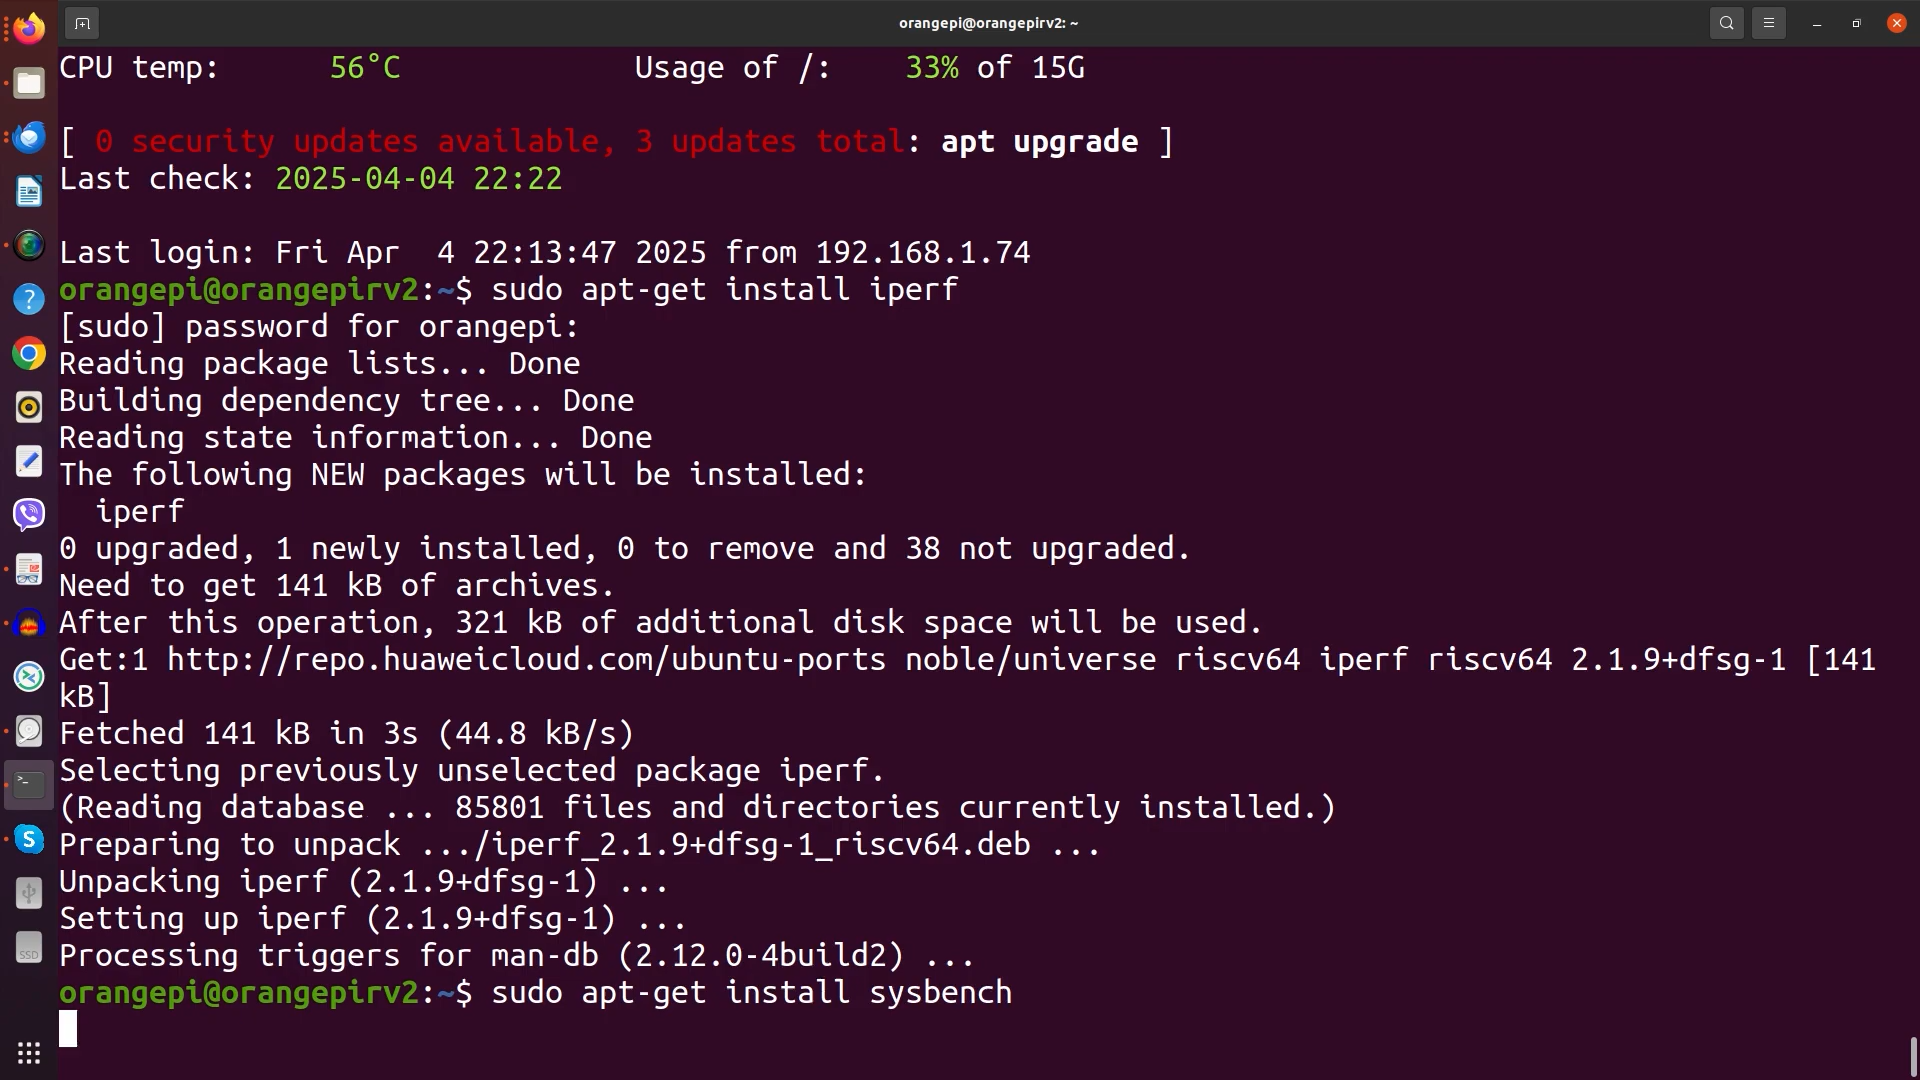 orangepi@orangepirv2: ~
CPU temp:      56°C             Usage of /:    33% of 15G
[ 0 security updates available, 3 updates total: apt upgrade ]
Last check: 2025-04-04 22:22
Last login: Fri Apr  4 22:13:47 2025 from 192.168.1.74
orangepi@orangepirv2:~$ sudo apt-get install iperf
[sudo] password for orangepi:
Reading package lists... Done
Building dependency tree... Done
Reading state information... Done
The following NEW packages will be installed:
  iperf
0 upgraded, 1 newly installed, 0 to remove and 38 not upgraded.
Need to get 141 kB of archives.
After this operation, 321 kB of additional disk space will be used.
Get:1 http://repo.huaweicloud.com/ubuntu-ports noble/universe riscv64 iperf riscv64 2.1.9+dfsg-1 [141
kB]
Fetched 141 kB in 3s (44.8 kB/s)
Selecting previously unselected package iperf.
(Reading database ... 85801 files and directories currently installed.)
Preparing to unpack .../iperf_2.1.9+dfsg-1_riscv64.deb ...
Unpacking iperf (2.1.9+dfsg-1) ...
Setting up iperf (2.1.9+dfsg-1) ...
Processing triggers for man-db (2.12.0-4build2) ...
orangepi@orangepirv2:~$ sudo apt-get install sysbench
SSD